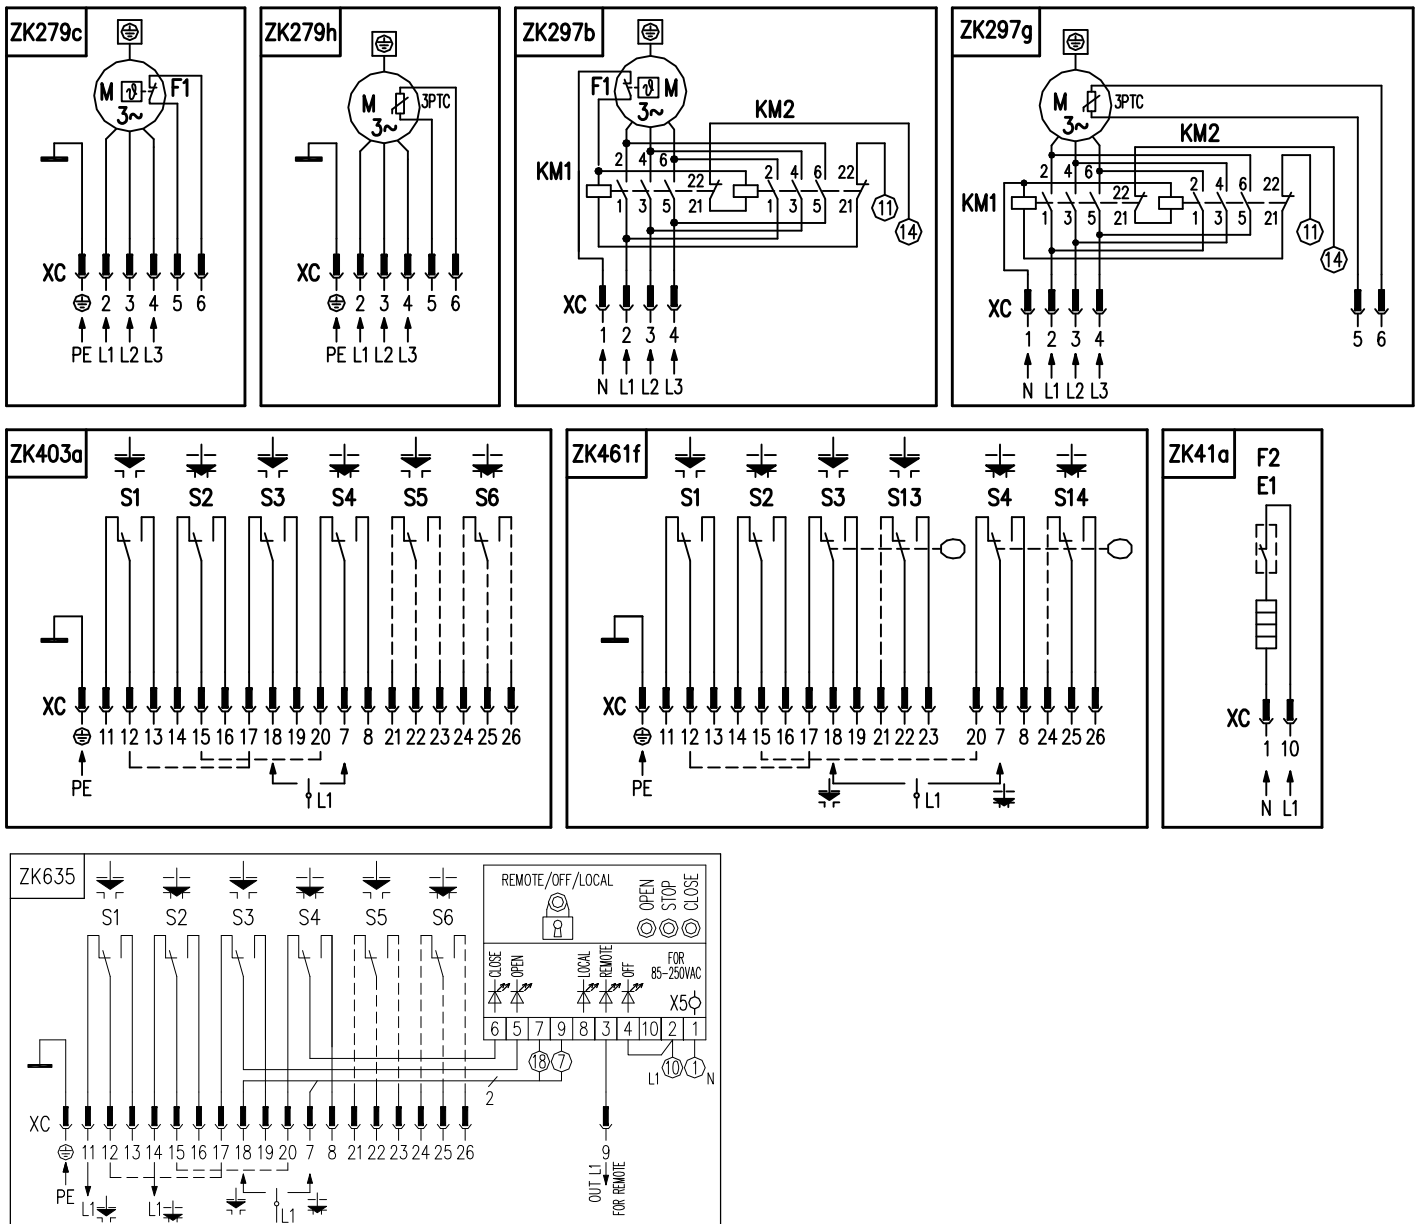 ZK279c
M
ϑ
F1
3~
XC
2 3 4 5 6
PE L1 L2 L3
ZK279h
M
3PTC
3~
XC
2 3 4 5 6
PE L1 L2 L3
ZK297b
F1
ϑ
M
3~
KM2
2 4 6 22 2 4 6 22
KM1
1 3 5 21 1 3 5 21
11
14
XC
1 2 3 4
N L1 L2 L3
ZK297g
M
3PTC
3~
KM2
2 4 6 22 2 4 6 22
KM1
1 3 5 21 1 3 5 21
11
14
XC
1 2 3 4 5 6
N L1 L2 L3
ZK403a
S1 S2 S3 S4 S5 S6
XC
11 12 13 14 15 16 17 18 19 20 7 8 21 22 23 24 25 26
PE
L1
ZK461f
S1 S2 S3 S13 S4 S14
XC
11 12 13 14 15 16 17 18 19 21 22 23 20 7 8 24 25 26
PE
L1
ZK41a
F2
E1
XC
1 10
N L1
ZK635
S1 S2 S3 S4 S5 S6
REMOTE/OFF/LOCAL
OPEN
STOP
CLOSE
CLOSE
OPEN
LOCAL
REMOTE
OFF
FOR
85-250VAC
X5
6 5 7 9 8 3 4 10 2 1
18 7
L1 10 1 N
2
XC
11 12 13 14 15 16 17 18 19 20 7 8 21 22 23 24 25 26 9
PE
L1 L1 L1
OUT L1
FOR REMOTE